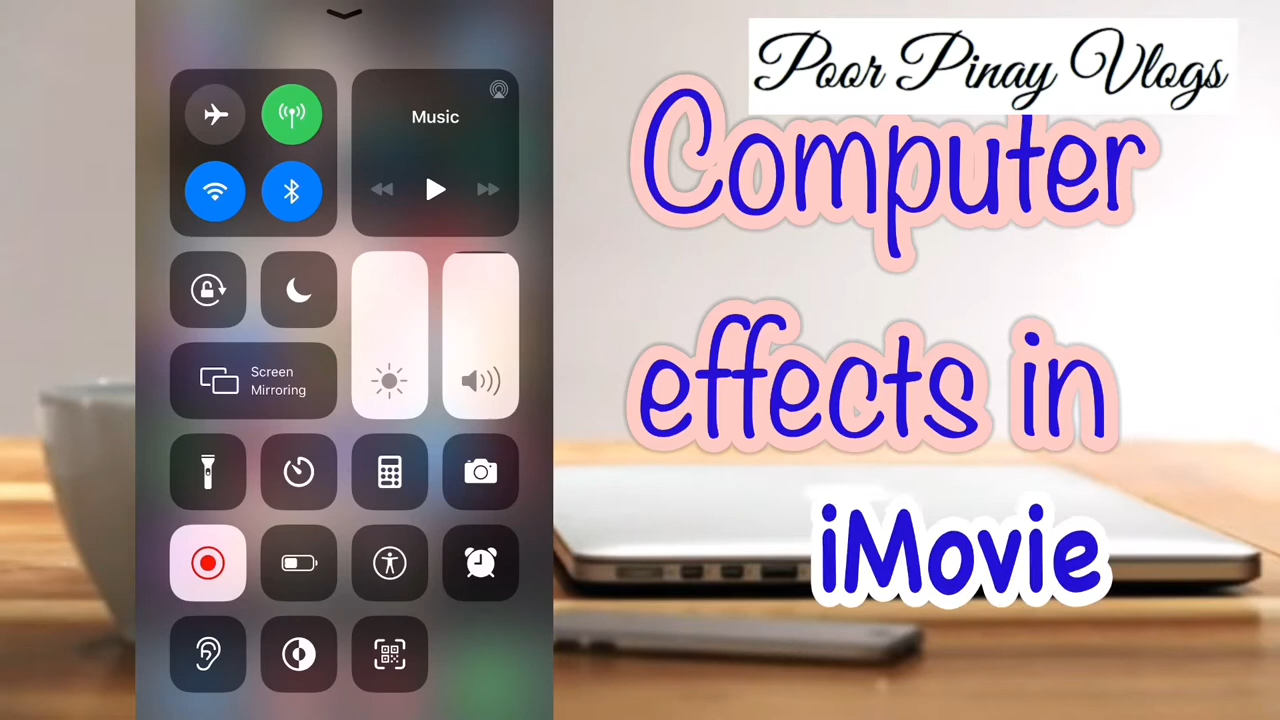 Music
Screen
Mirroring
Poor Pinay Vlogs
Computer
effects in
iMovie